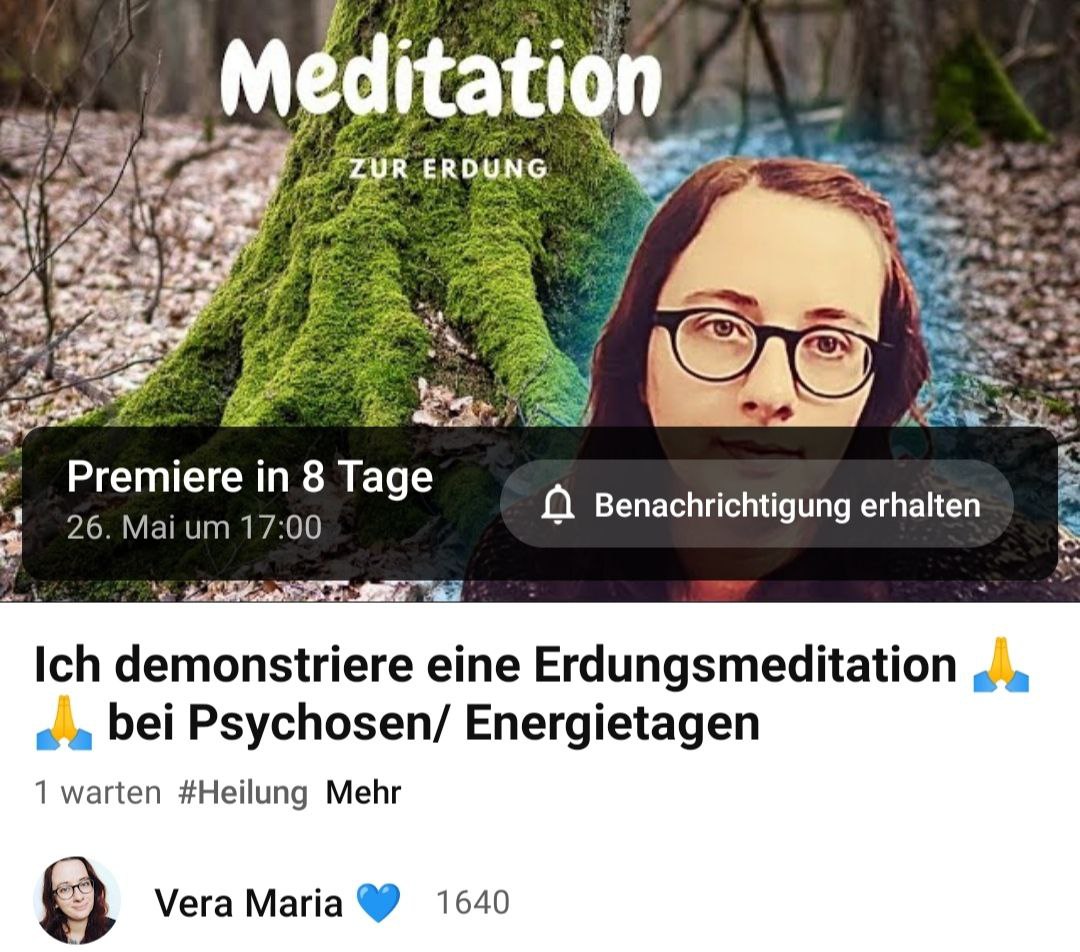 Meditation
ZUR ERDUNG
Premiere in 8 Tage
26. Mai um 17:00
Benachrichtigung erhalten
Ich demonstriere eine Erdungsmeditation 🙏
🙏 bei Psychosen/ Energietagen
1 warten #Heilung Mehr
Vera Maria 💙 1640